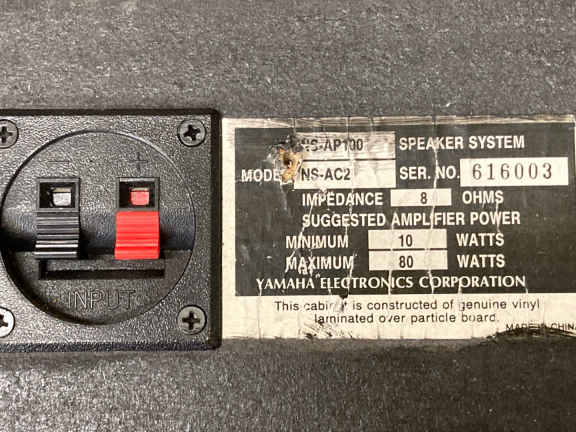 +
INPUT
NS-AP100 SPEAKER SYSTEM
MODEL NS-AC2 SER. NO. 616003
IMPEDANCE 8 OHMS
SUGGESTED AMPLIFIER POWER
MINIMUM 10 WATTS
MAXIMUM 80 WATTS
YAMAHA ELECTRONICS CORPORATION
This cabinet is constructed of genuine vinyl
laminated over particle board.
MADE IN CHINA